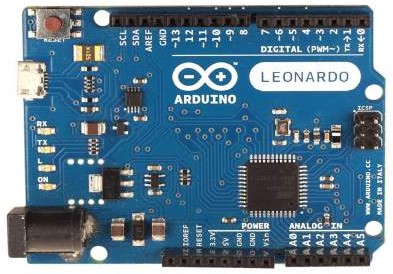 RESET
SCL
SDA
AREF
GND
~13
12
~11
~10
~9
8
7
~6
~5
4
~3
2
TX→1
RX←0
DIGITAL (PWM~)
ARDUINO
LEONARDO
ICSP
RX
TX
L
ON
WWW.ARDUINO.CC
MADE IN ITALY
POWER
ANALOG IN
IOREF
RESET
3.3V
5V
GND
GND
Vin
A0
A1
A2
A3
A4
A5